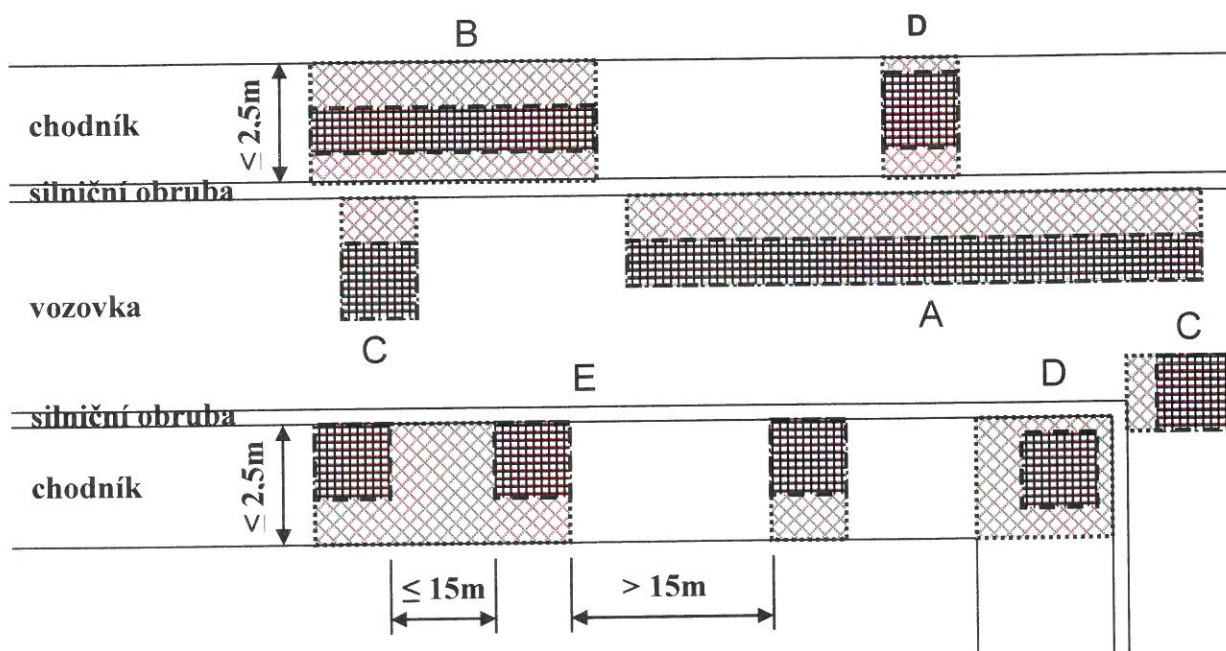 B
D
chodník
≤ 2,5m
silniční obruba
vozovka
C
A
C
E
D
silniční obruba
chodník
≤ 2,5m
≤ 15m
> 15m